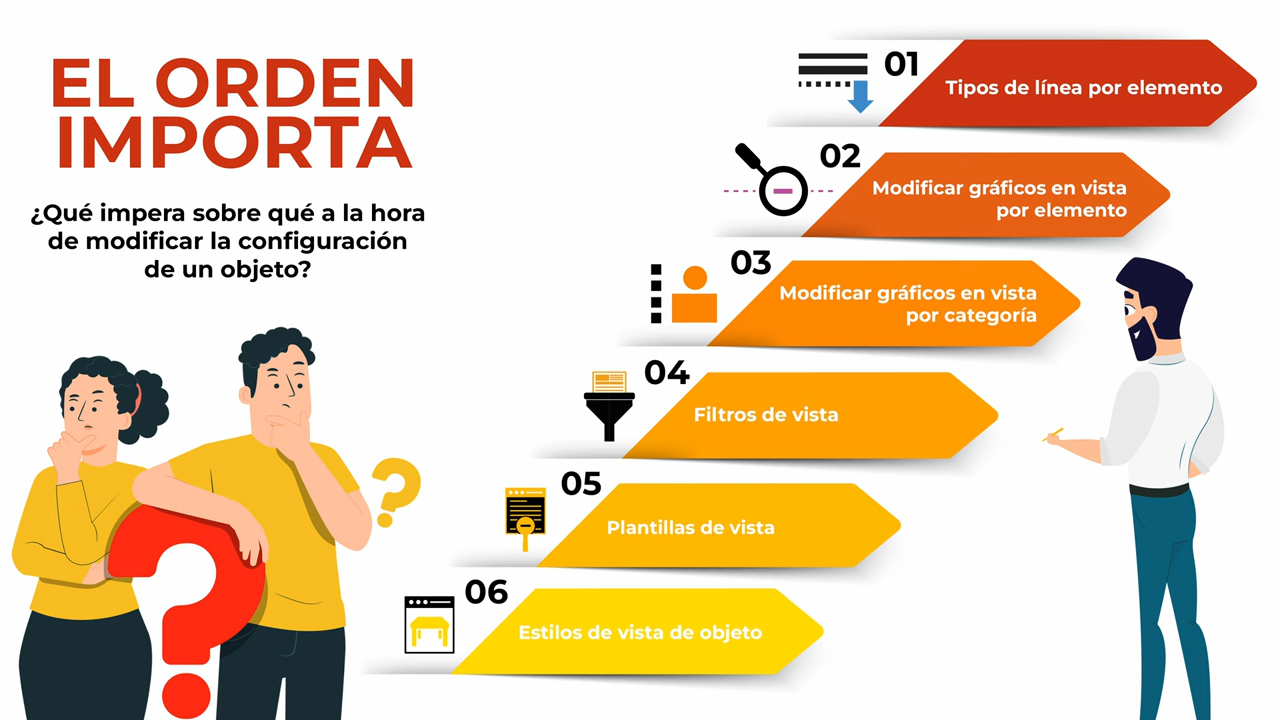 EL ORDEN
IMPORTA
¿Qué impera sobre qué a la hora
de modificar la configuración
de un objeto?
01
Tipos de línea por elemento
02
Modificar gráficos en vista
por elemento
03
Modificar gráficos en vista
por categoría
04
Filtros de vista
05
Plantillas de vista
06
Estilos de vista de objeto